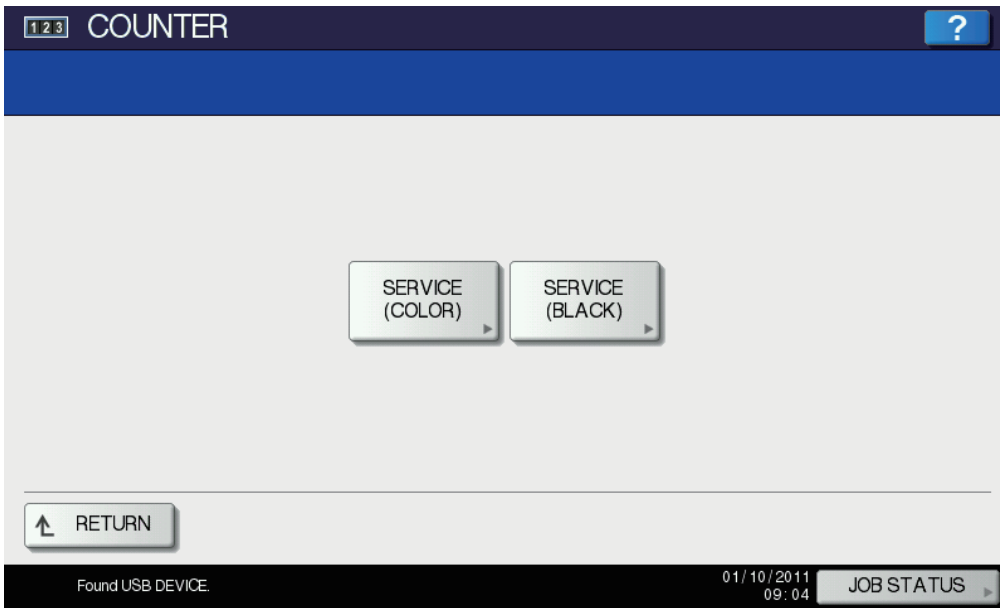 123 COUNTER ?
SERVICE
(COLOR)
SERVICE
(BLACK)
RETURN
Found USB DEVICE.
01/10/2011
09:04
JOB STATUS